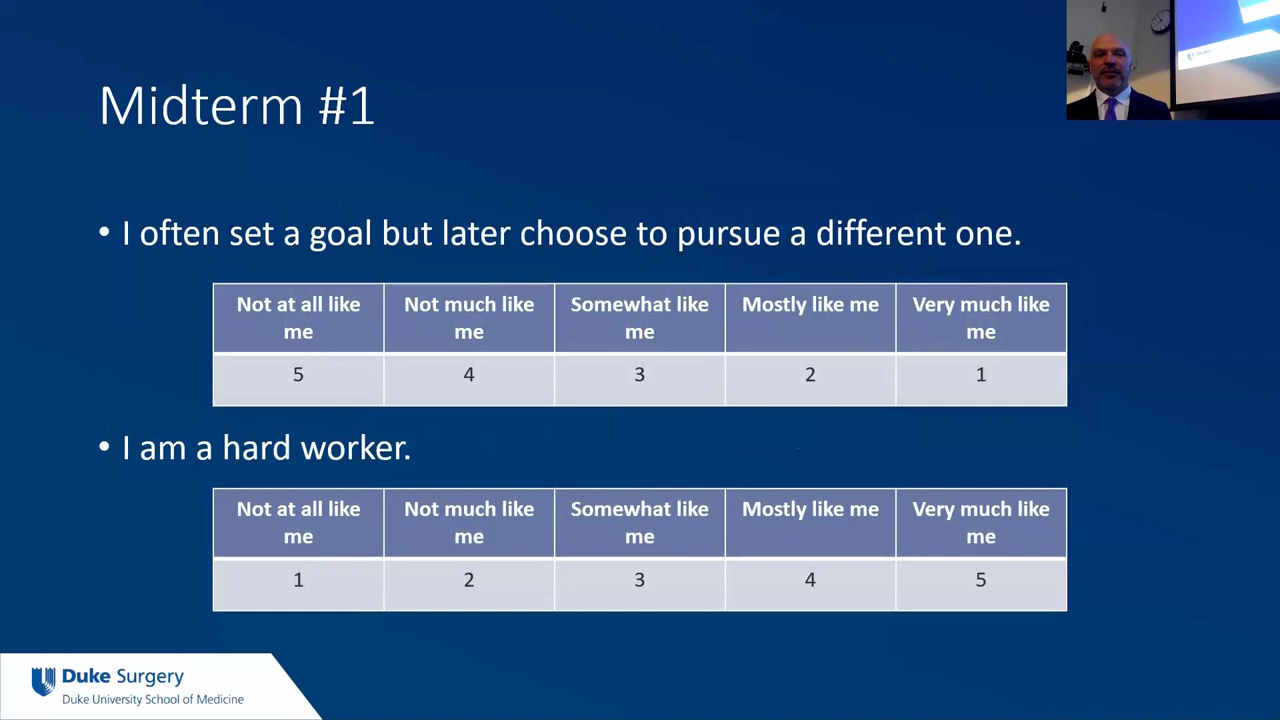 Midterm #1
• I often set a goal but later choose to pursue a different one.
Not at all like me | Not much like me | Somewhat like me | Mostly like me | Very much like me
5 | 4 | 3 | 2 | 1
• I am a hard worker.
Not at all like me | Not much like me | Somewhat like me | Mostly like me | Very much like me
1 | 2 | 3 | 4 | 5
Duke Surgery
Duke University School of Medicine